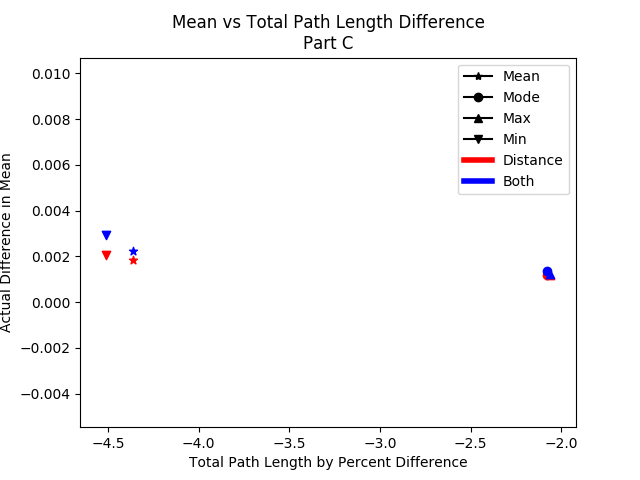 Mean vs Total Path Length Difference
Part C
Actual Difference in Mean
0.010
0.008
0.006
0.004
0.002
0.000
−0.002
−0.004
Mean
Mode
Max
Min
Distance
Both
−4.5 −4.0 −3.5 −3.0 −2.5 −2.0
Total Path Length by Percent Difference